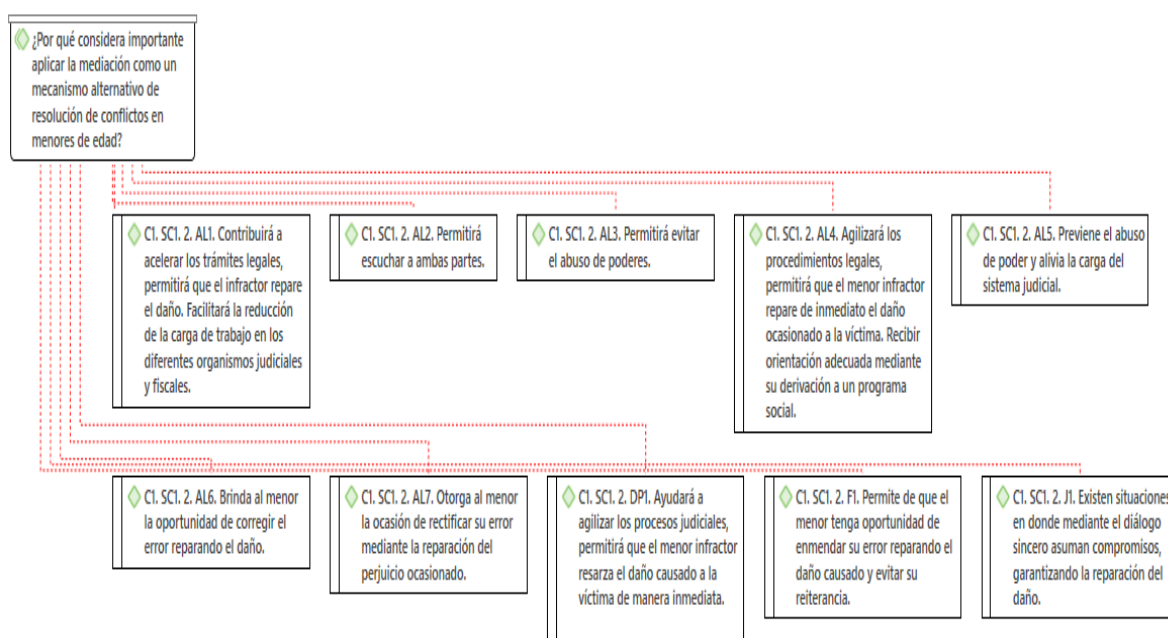 ¿Por qué considera importante
aplicar la mediación como un
mecanismo alternativo de
resolución de conflictos en
menores de edad?
C1. SC1. 2. AL1. Contribuirá a
acelerar los trámites legales,
permitirá que el infractor repare
el daño. Facilitará la reducción
de la carga de trabajo en los
diferentes organismos judiciales
y fiscales.
C1. SC1. 2. AL2. Permitirá
escuchar a ambas partes.
C1. SC1. 2. AL3. Permitirá evitar
el abuso de poderes.
C1. SC1. 2. AL4. Agilizará los
procedimientos legales,
permitirá que el menor infractor
repare de inmediato el daño
ocasionado a la víctima. Recibir
orientación adecuada mediante
su derivación a un programa
social.
C1. SC1. 2. AL5. Previene el abuso
de poder y alivia la carga del
sistema judicial.
C1. SC1. 2. AL6. Brinda al menor
la oportunidad de corregir el
error reparando el daño.
C1. SC1. 2. AL7. Otorga al menor
la ocasión de rectificar su error
mediante la reparación del
perjuicio ocasionado.
C1. SC1. 2. DP1. Ayudará a
agilizar los procesos judiciales,
permitirá que el menor infractor
resarza el daño causado a la
víctima de manera inmediata.
C1. SC1. 2. F1. Permite de que el
menor tenga oportunidad de
enmendar su error reparando el
daño causado y evitar su
reiterancia.
C1. SC1. 2. J1. Existen situaciones
en donde mediante el diálogo
sincero asuman compromisos,
garantizando la reparación del
daño.